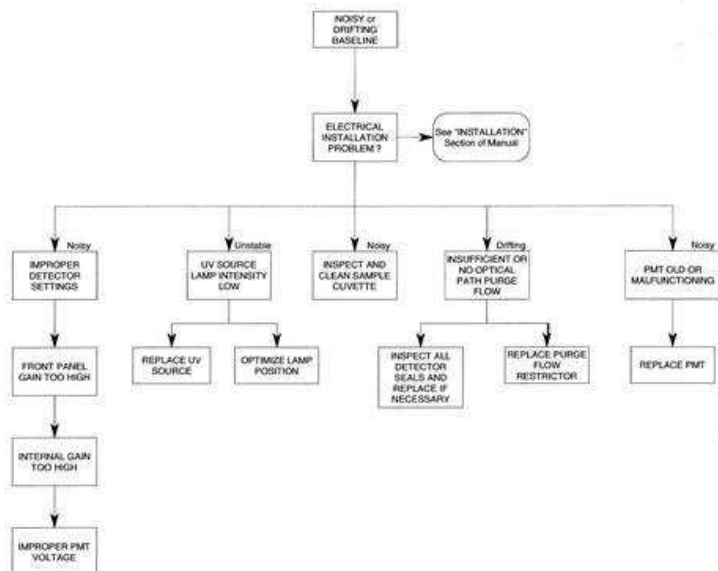 NOISY or
DRIFTING
BASELINE
ELECTRICAL
INSTALLATION
PROBLEM ?
See "INSTALLATION"
Section of Manual
Noisy
Unstable
Noisy
Drifting
Noisy
IMPROPER
DETECTOR
SETTINGS
UV SOURCE
LAMP INTENSITY
LOW
INSPECT AND
CLEAN SAMPLE
CUVETTE
INSUFFICIENT OR
NO OPTICAL
PATH PURGE
FLOW
PMT OLD OR
MALFUNCTIONING
FRONT PANEL
GAIN TOO HIGH
REPLACE UV
SOURCE
OPTIMIZE LAMP
POSITION
INSPECT ALL
DETECTOR
SEALS AND
REPLACE IF
NECESSARY
REPLACE PURGE
FLOW
RESTRICTOR
REPLACE PMT
INTERNAL GAIN
TOO HIGH
IMPROPER PMT
VOLTAGE